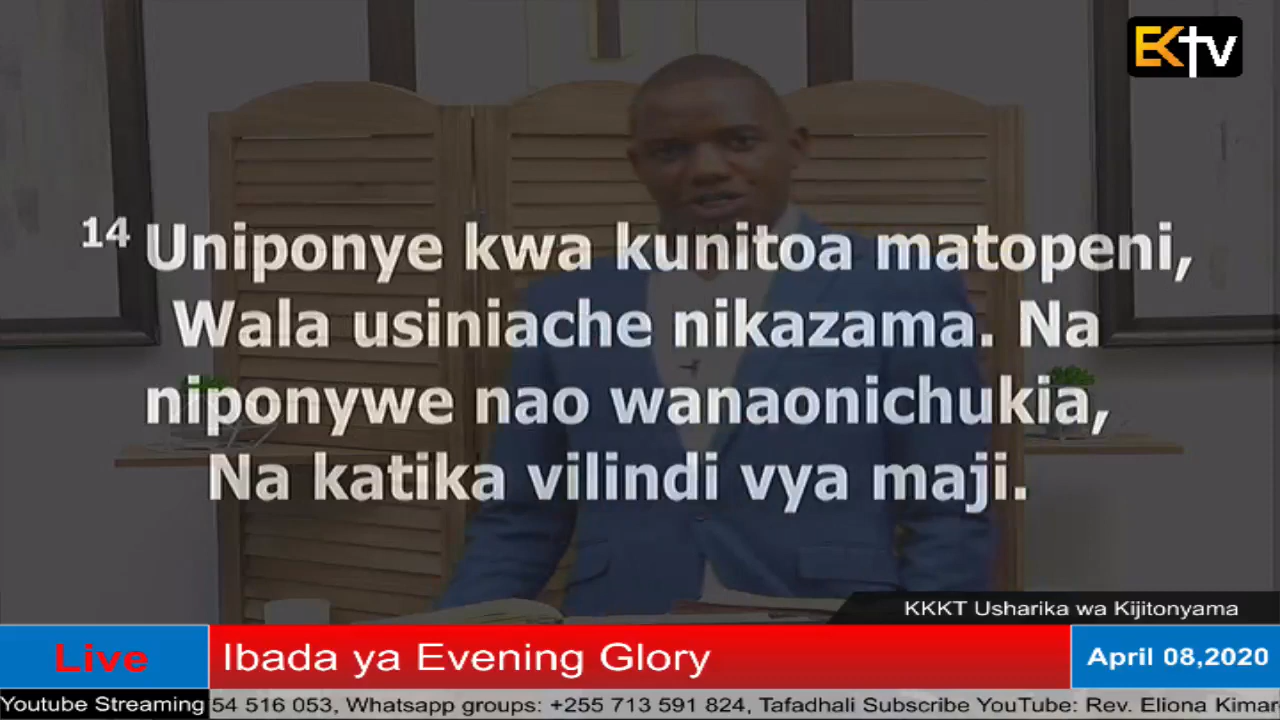 EKTV
14 Uniponye kwa kunitoa matopeni,
Wala usiniache nikazama. Na
niponywe nao wanaonichukia,
Na katika vilindi vya maji.
KKKT Usharika wa Kijitonyama
Live
Ibada ya Evening Glory
April 08,2020
Youtube Streaming
54 516 053, Whatsapp groups: +255 713 591 824, Tafadhali Subscribe YouTube: Rev. Eliona Kimar